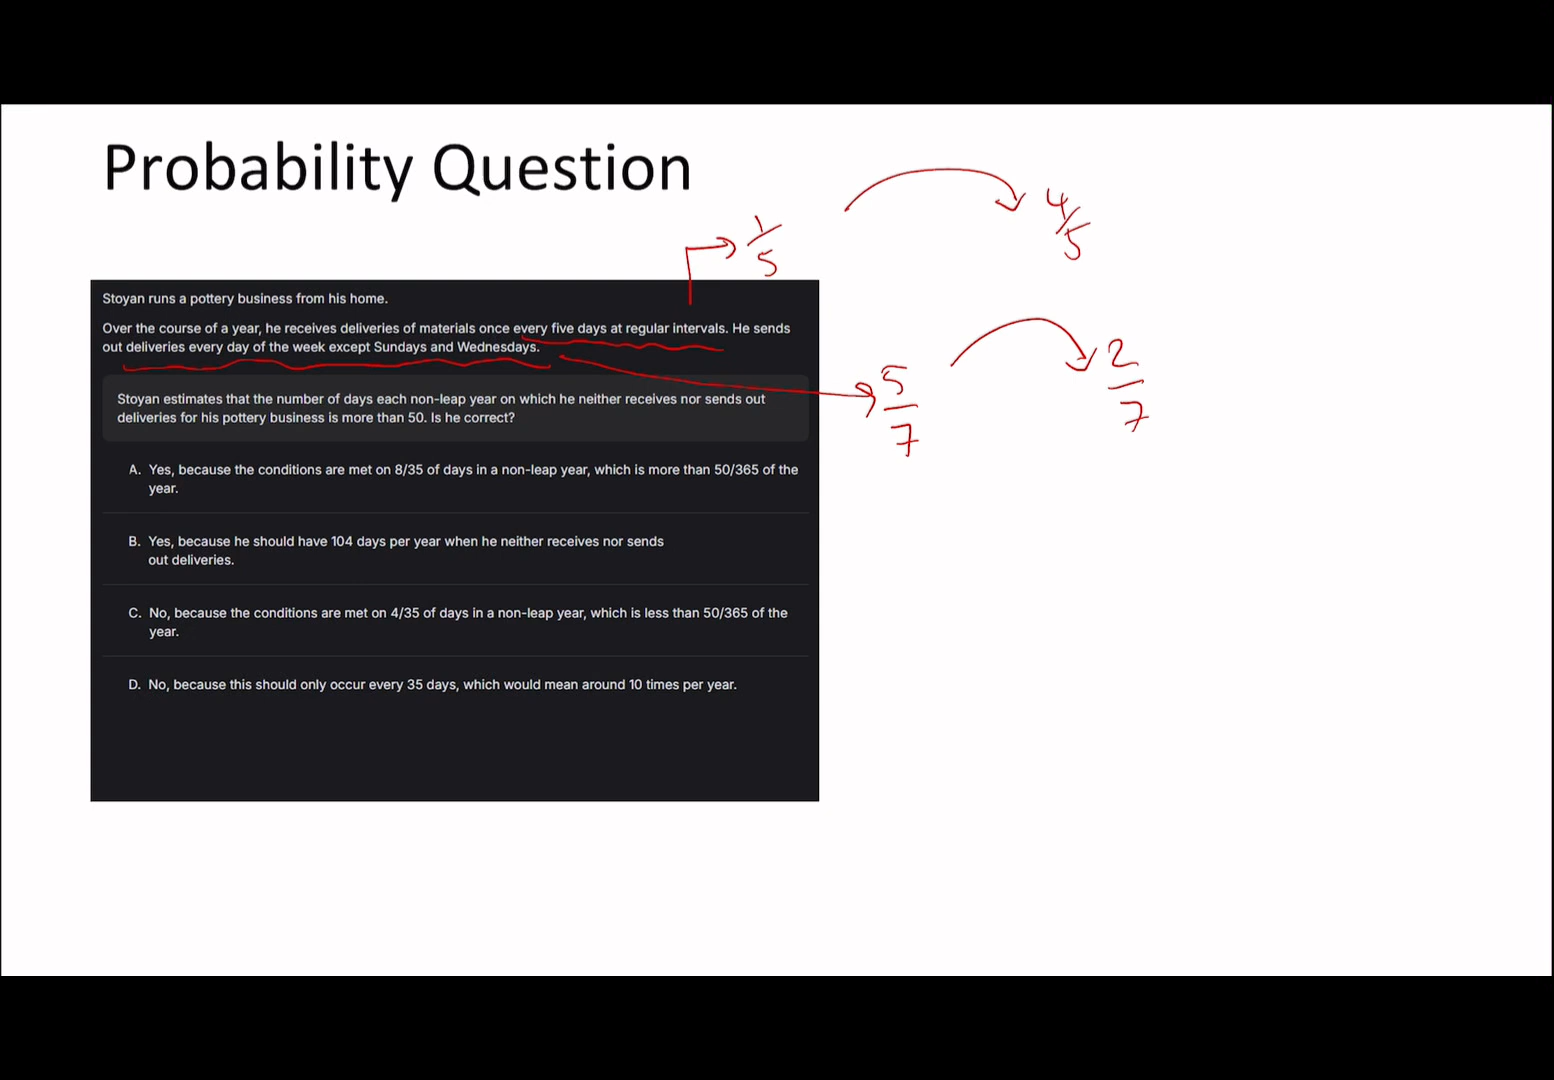 Probability Question
1/5
4/5
Stoyan runs a pottery business from his home.
Over the course of a year, he receives deliveries of materials once every five days at regular intervals. He sends
out deliveries every day of the week except Sundays and Wednesdays.
5/7
2/7
Stoyan estimates that the number of days each non-leap year on which he neither receives nor sends out
deliveries for his pottery business is more than 50. Is he correct?
A. Yes, because the conditions are met on 8/35 of days in a non-leap year, which is more than 50/365 of the
year.
B. Yes, because he should have 104 days per year when he neither receives nor sends
out deliveries.
C. No, because the conditions are met on 4/35 of days in a non-leap year, which is less than 50/365 of the
year.
D. No, because this should only occur every 35 days, which would mean around 10 times per year.